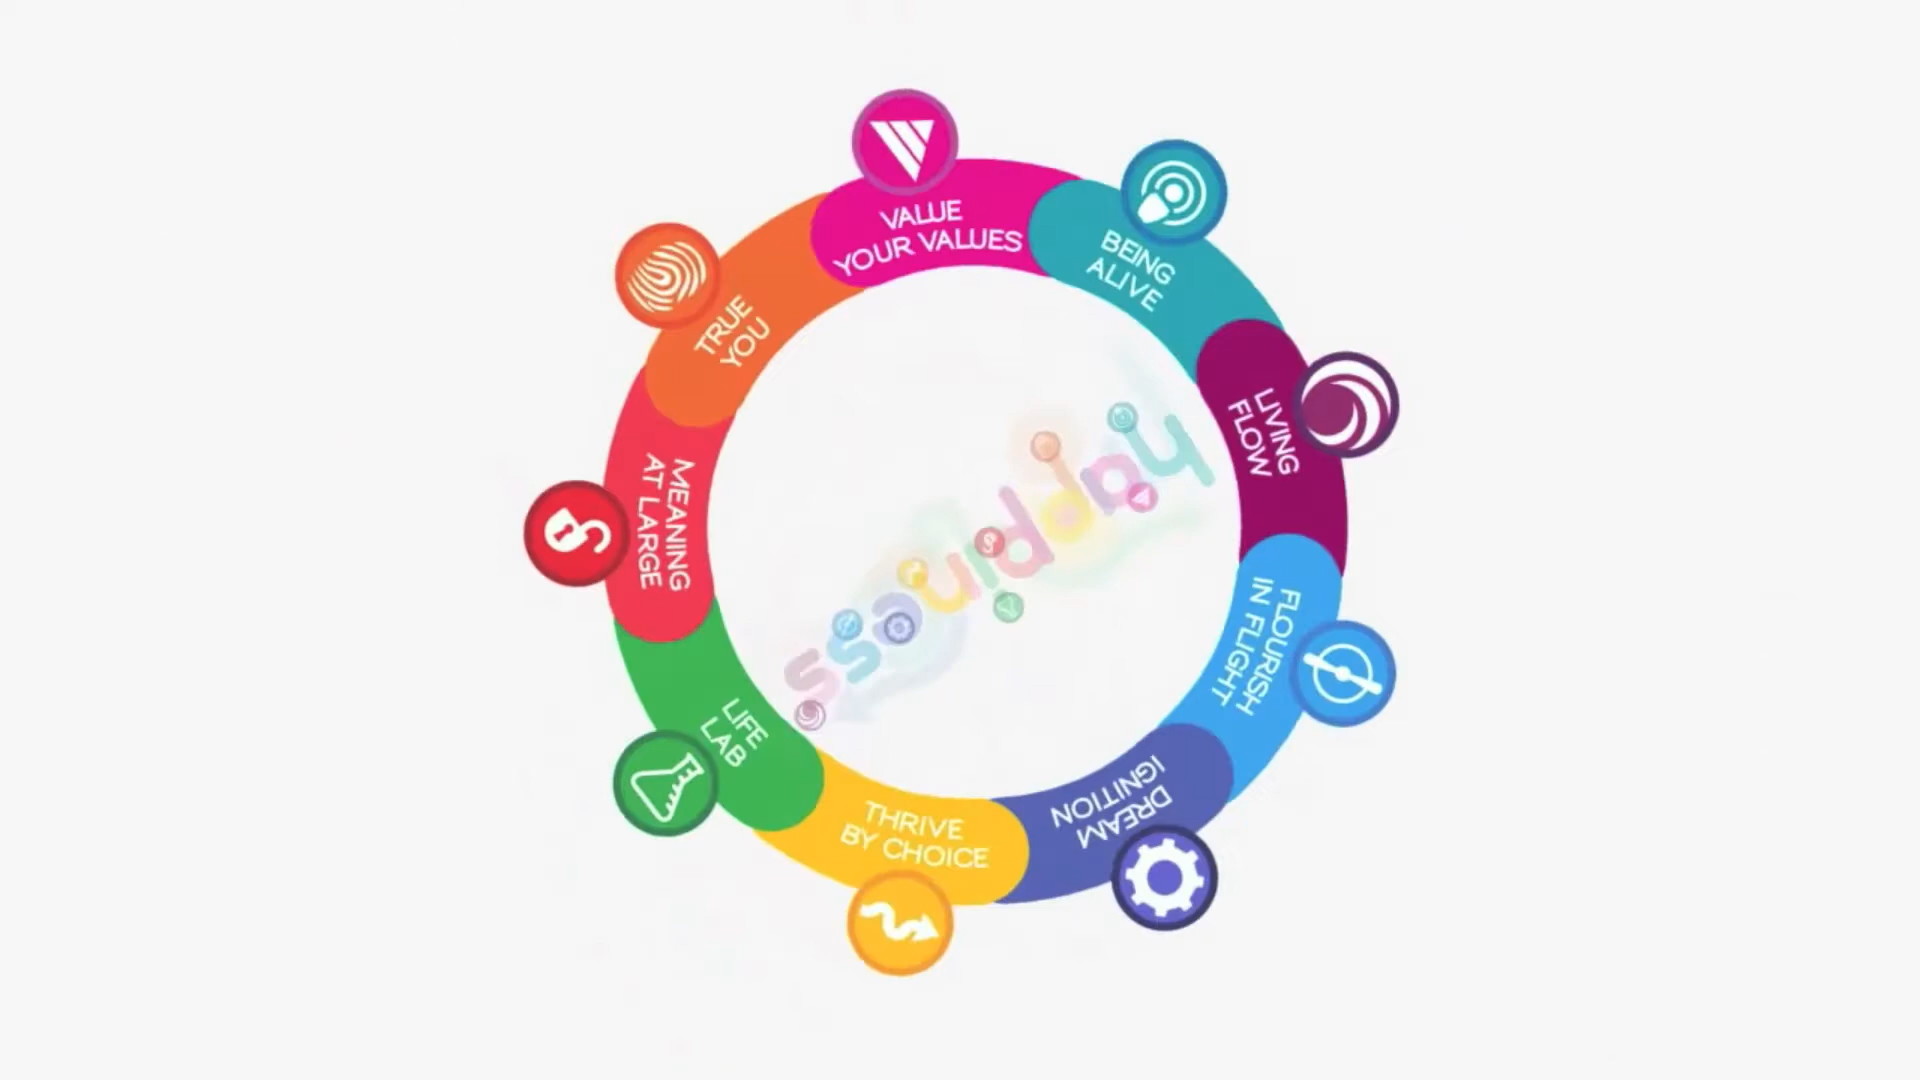 VALUE
YOUR VALUES
BEING
ALIVE
LIVING
FLOW
FLOURISH
IN FLIGHT
DREAM
IGNITION
THRIVE
BY CHOICE
LIFE
LAB
MEANING
AT LARGE
TRUE
YOU
happiness